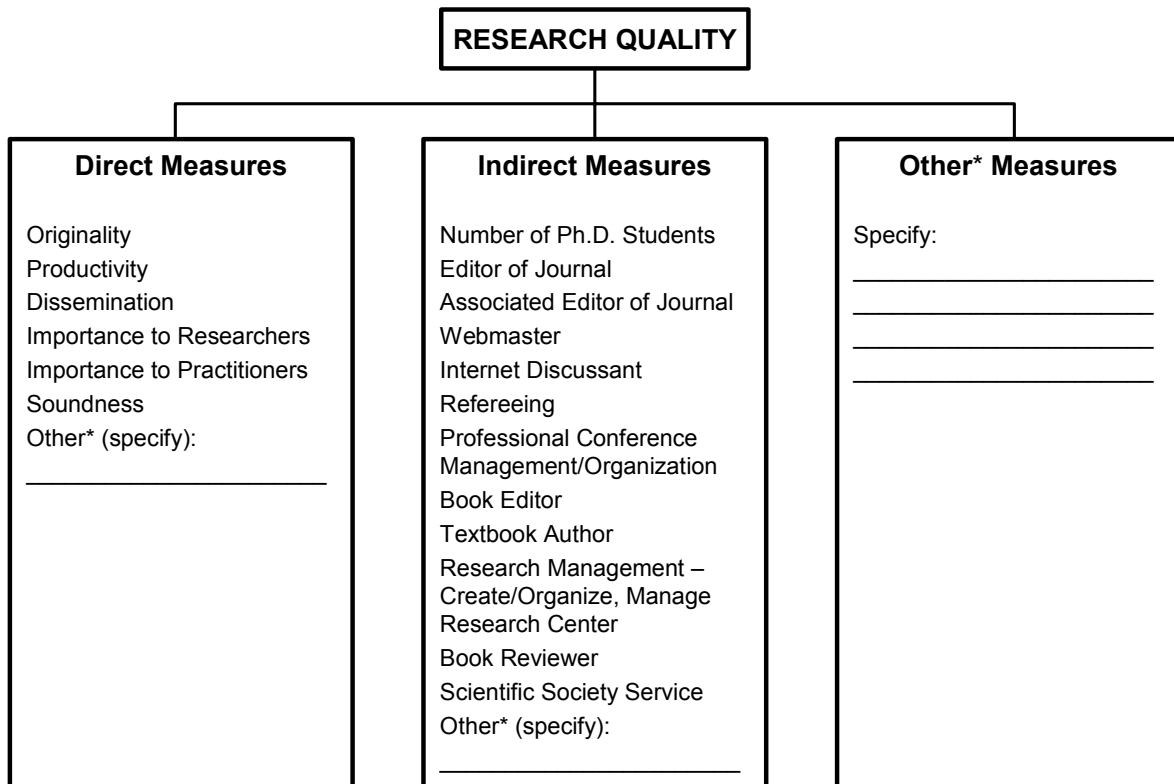 RESEARCH QUALITY
Direct Measures
Originality
Productivity
Dissemination
Importance to Researchers
Importance to Practitioners
Soundness
Other* (specify):
Indirect Measures
Number of Ph.D. Students
Editor of Journal
Associated Editor of Journal
Webmaster
Internet Discussant
Refereeing
Professional Conference
Management/Organization
Book Editor
Textbook Author
Research Management –
Create/Organize, Manage
Research Center
Book Reviewer
Scientific Society Service
Other* (specify):
Other* Measures
Specify: